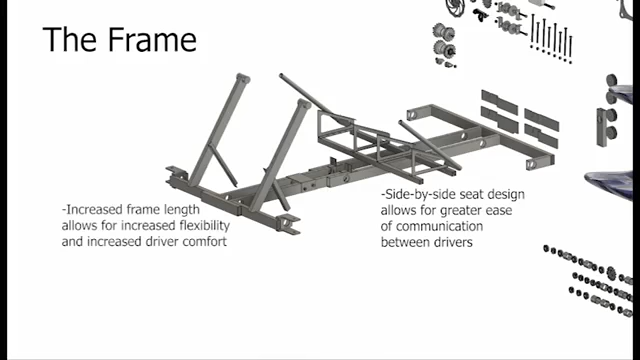 The Frame
-Increased frame length
allows for increased flexibility
and increased driver comfort
-Side-by-side seat design
allows for greater ease
of communication
between drivers